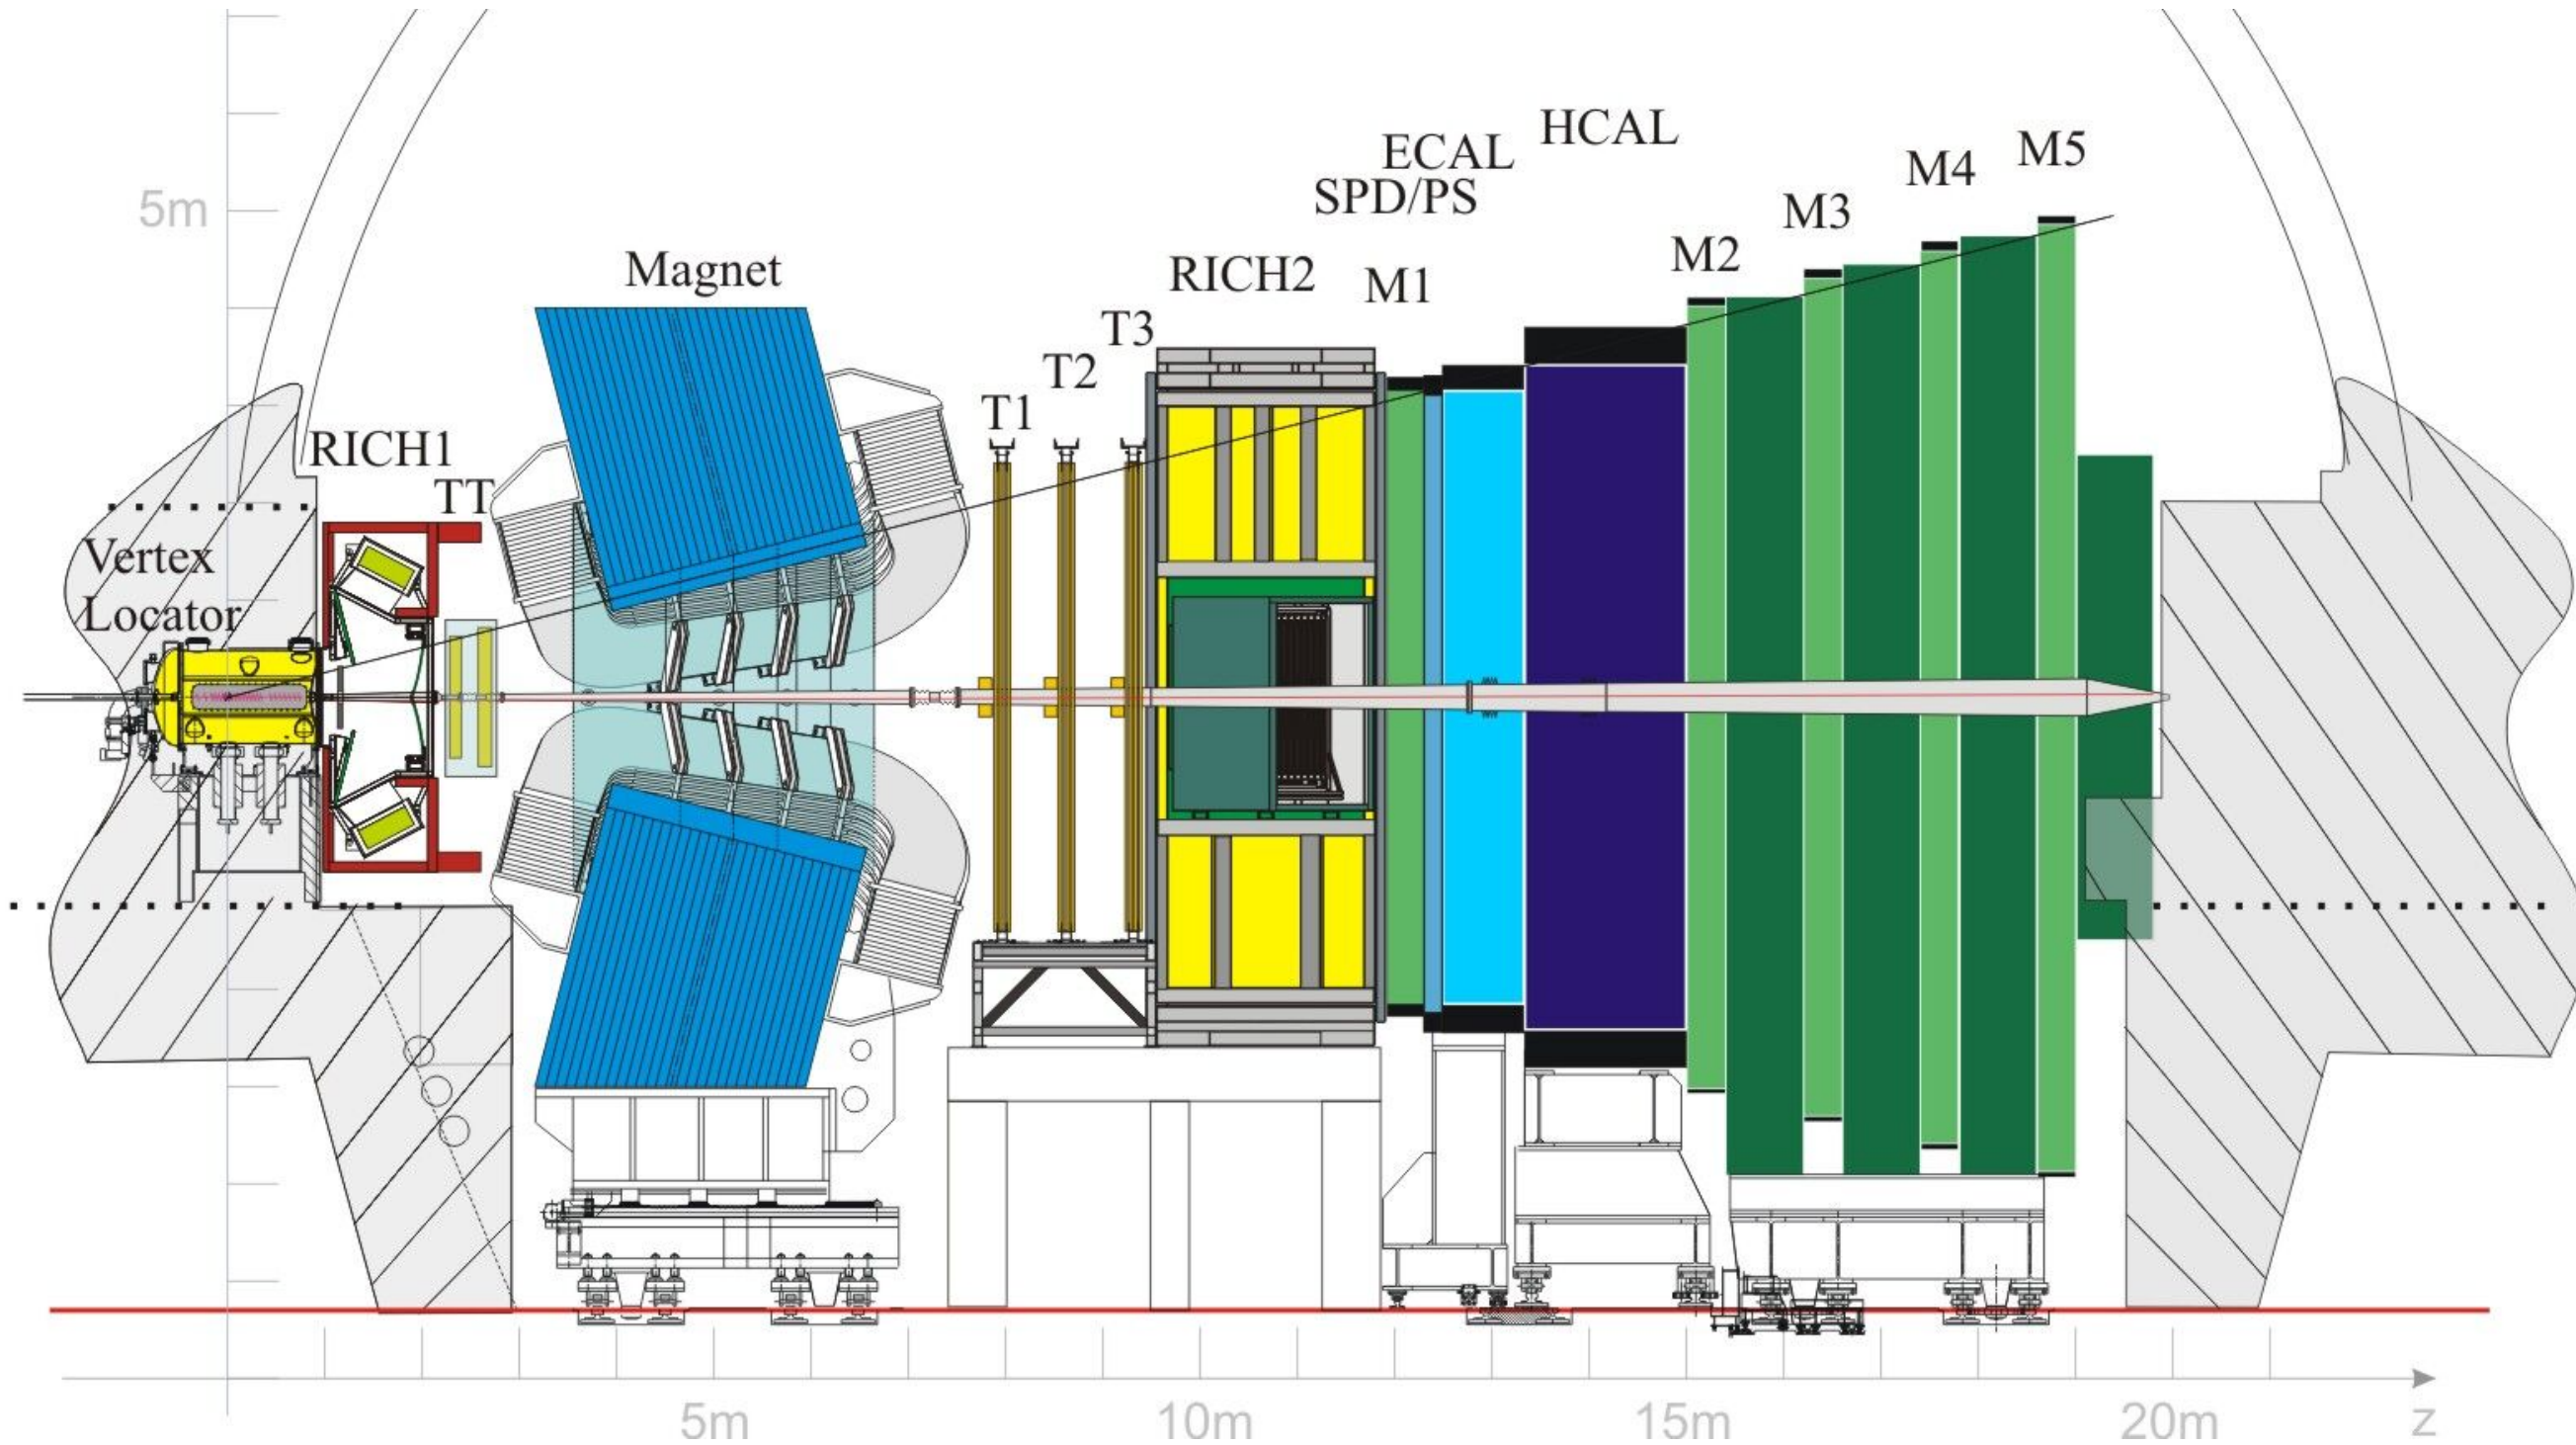 HCAL
ECAL
M5
M4
SPD/PS
M3
5m
M2
Magnet
RICH2
M1
T3
T2
T1
RICH1
TT
Vertex
Locator
5m
10m
15m
20m
z